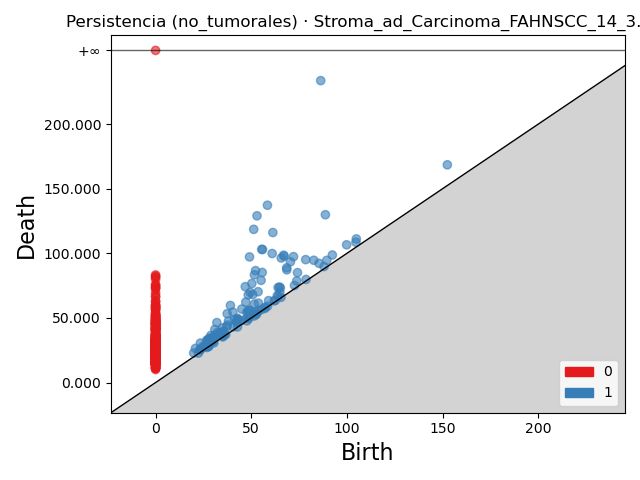 Persistencia (no_tumorales) · Stroma_ad_Carcinoma_FAHNSCC_14_3.
+∞
200.000
150.000
100.000
50.000
0.000
Death
0
1
0 50 100 150 200
Birth